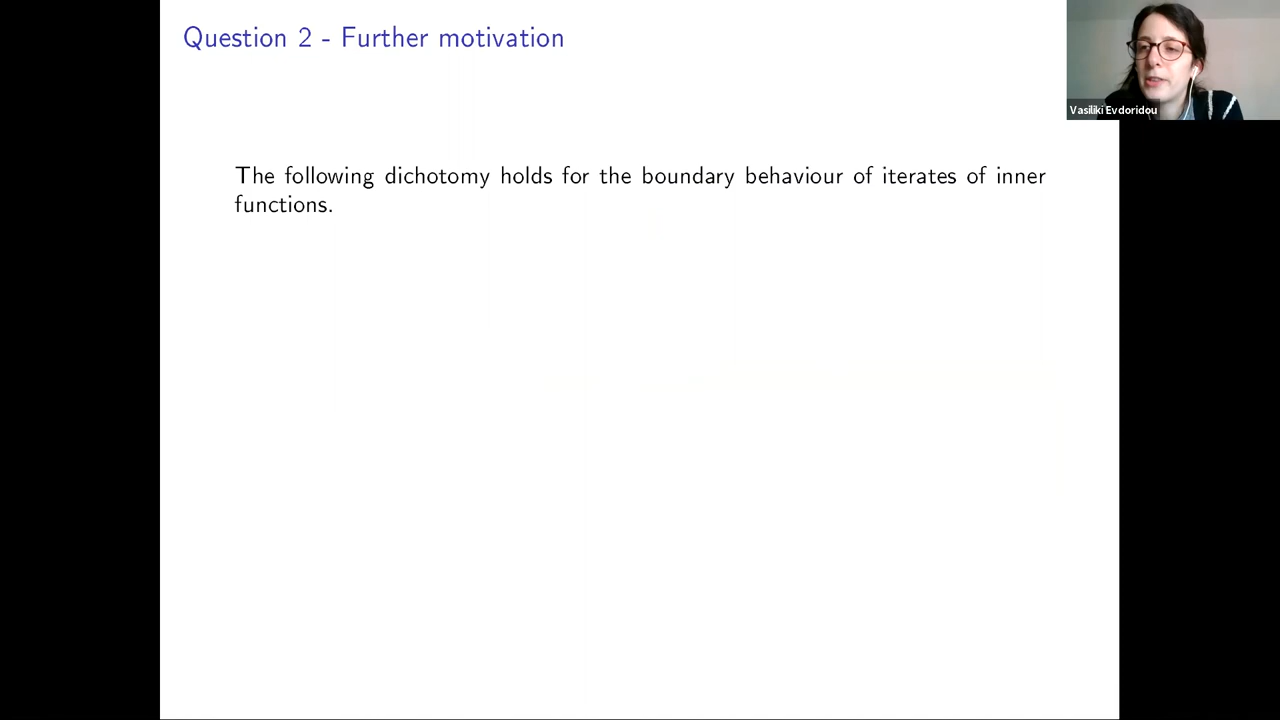 Question 2 - Further motivation
Vasiliki Evdoridou
The following dichotomy holds for the boundary behaviour of iterates of inner
functions.